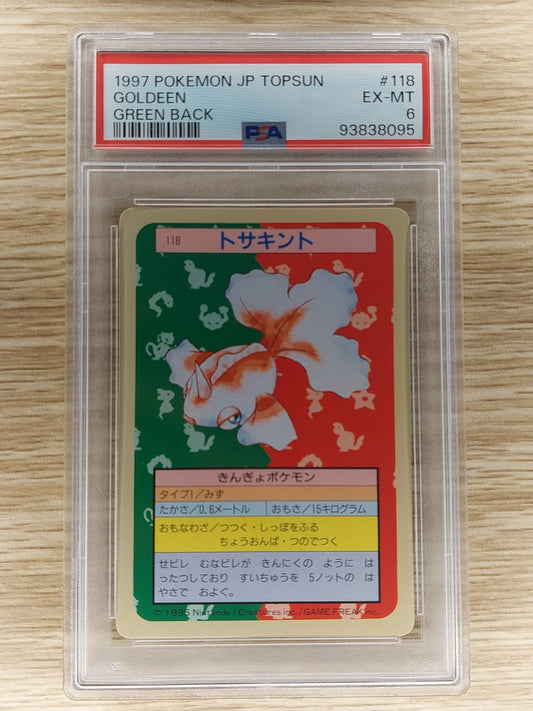 1997 POKEMON JP TOPSUN #118
GOLDEEN EX-MT
GREEN BACK 6
PSA 93838095
118 トサキント
きんぎょポケモン
タイプ1/みず
たかさ/0.6メートル おもさ/15キログラム
おもなわざ/つつく・しっぽをふる
ちょうおんぱ・つのでつく
せビレ むなビレが きんにくの ように は
ったつしており すいちゅうを 5ノットの は
やさで およぐ。
© 1995 Nintendo/Creatures inc./GAME FREAK inc.